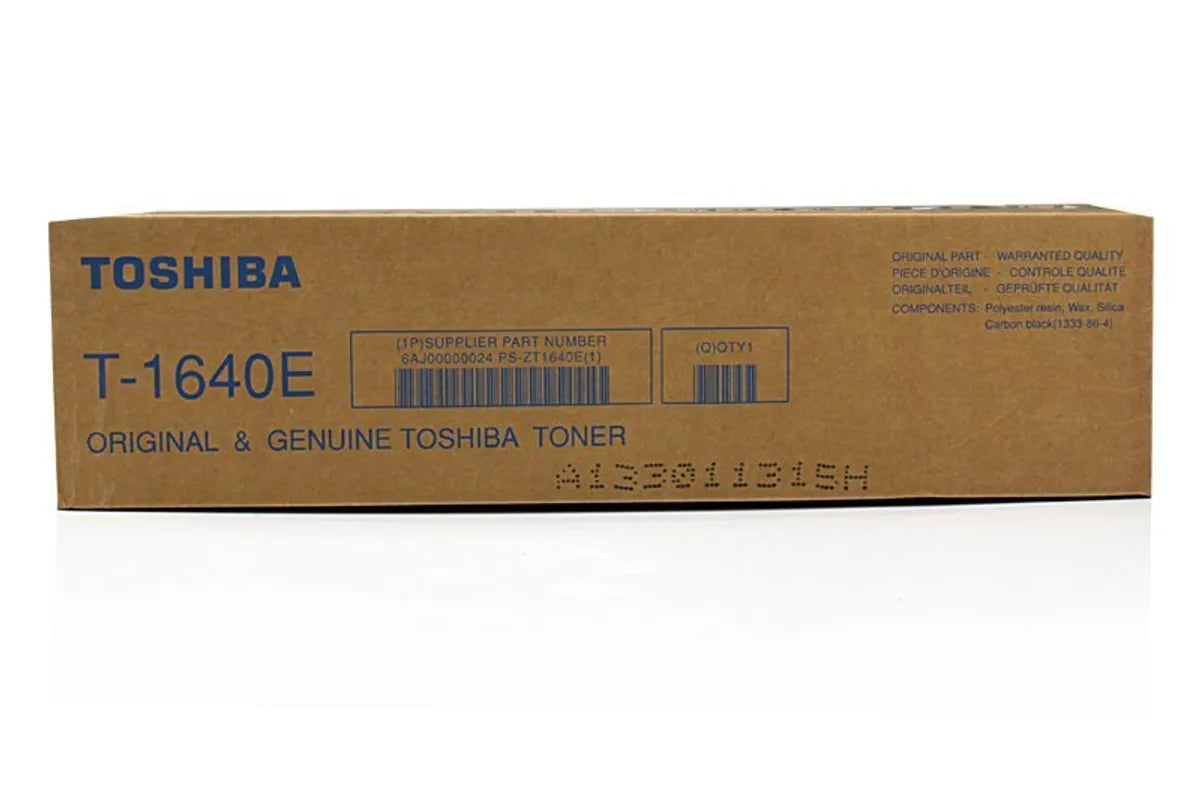 TOSHIBA
T-1640E
(1P)SUPPLIER PART NUMBER
6AJ00000024 PS-ZT1640E(1)
(Q)QTY1
ORIGINAL & GENUINE TOSHIBA TONER
A133011315H
ORIGINAL PART - WARRANTED QUALITY
PIECE D'ORIGINE - CONTROLE QUALITE
ORIGINALTEIL - GEPRÜFTE QUALITÄT
COMPONENTS: Polyester resin, Wax, Silica
Carbon black(1333-86-4)